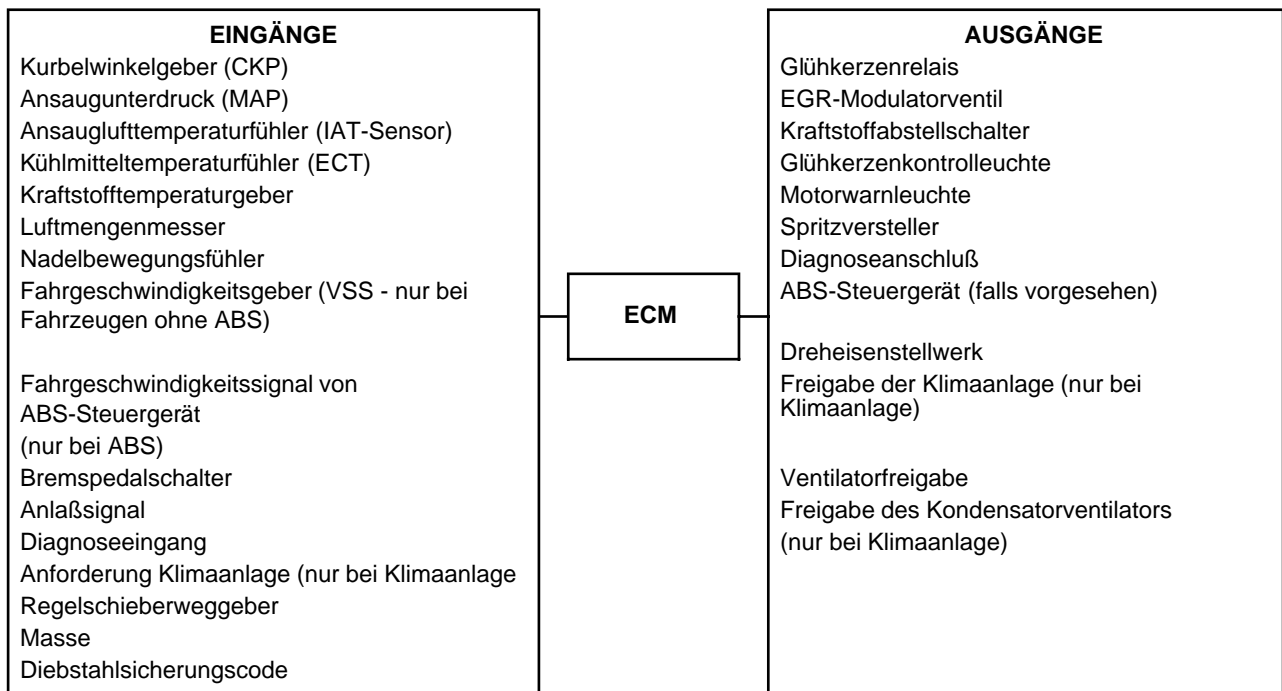 EINGÄNGE
Kurbelwinkelgeber (CKP)
Ansaugunterdruck (MAP)
Ansauglufttemperaturfühler (IAT-Sensor)
Kühlmitteltemperaturfühler (ECT)
Kraftstofftemperaturgeber
Luftmengenmesser
Nadelbewegungsfühler
Fahrgeschwindigkeitsgeber (VSS - nur bei
Fahrzeugen ohne ABS)
Fahrgeschwindigkeitssignal von
ABS-Steuergerät
(nur bei ABS)
Bremspedalschalter
Anlaßsignal
Diagnoseeingang
Anforderung Klimaanlage (nur bei Klimaanlage
Regelschieberweggeber
Masse
Diebstahlsicherungscode
ECM
AUSGÄNGE
Glühkerzenrelais
EGR-Modulatorventil
Kraftstoffabstellschalter
Glühkerzenkontrolleuchte
Motorwarnleuchte
Spritzversteller
Diagnoseanschluß
ABS-Steuergerät (falls vorgesehen)
Dreheisenstellwerk
Freigabe der Klimaanlage (nur bei
Klimaanlage)
Ventilatorfreigabe
Freigabe des Kondensatorventilators
(nur bei Klimaanlage)